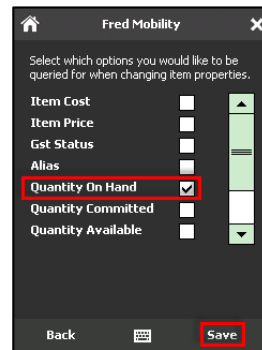 Fred Mobility
Select which options you would like to be
queried for when changing item properties.
Item Cost
Item Price
Gst Status
Alias
Quantity On Hand
Quantity Committed
Quantity Available
Back
Save